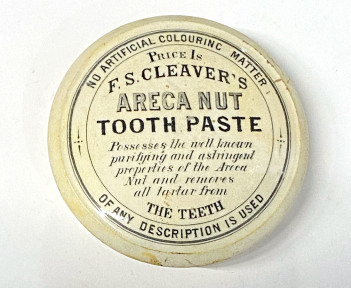 NO ARTIFICIAL COLOURING MATTER
PRICE 1S
F. S. CLEAVER'S
ARECA NUT
TOOTH PASTE
Possesses the well known
purifying and astringent
properties of the Areca
Nut and removes
all tartar from
THE TEETH
OF ANY DESCRIPTION IS USED